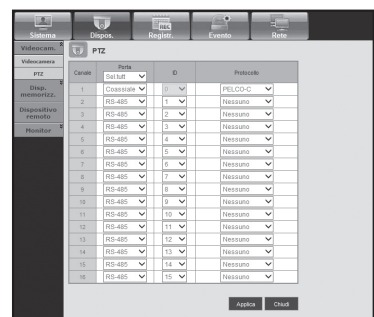 Sistema Dispos. Registr. Evento Rete
Videocam.
Videocamera
PTZ
Disp. memorizz.
Dispositivo remoto
Monitor
PTZ
Canale Porta ID Protocollo
Sel.tutt
1 Coassiale 0 PELCO-C
2 RS-485 1 Nessuno
3 RS-485 2 Nessuno
4 RS-485 3 Nessuno
5 RS-485 4 Nessuno
6 RS-485 5 Nessuno
7 RS-485 6 Nessuno
8 RS-485 7 Nessuno
9 RS-485 8 Nessuno
10 RS-485 9 Nessuno
11 RS-485 10 Nessuno
12 RS-485 11 Nessuno
13 RS-485 12 Nessuno
14 RS-485 13 Nessuno
15 RS-485 14 Nessuno
16 RS-485 15 Nessuno
Applica Chiudi